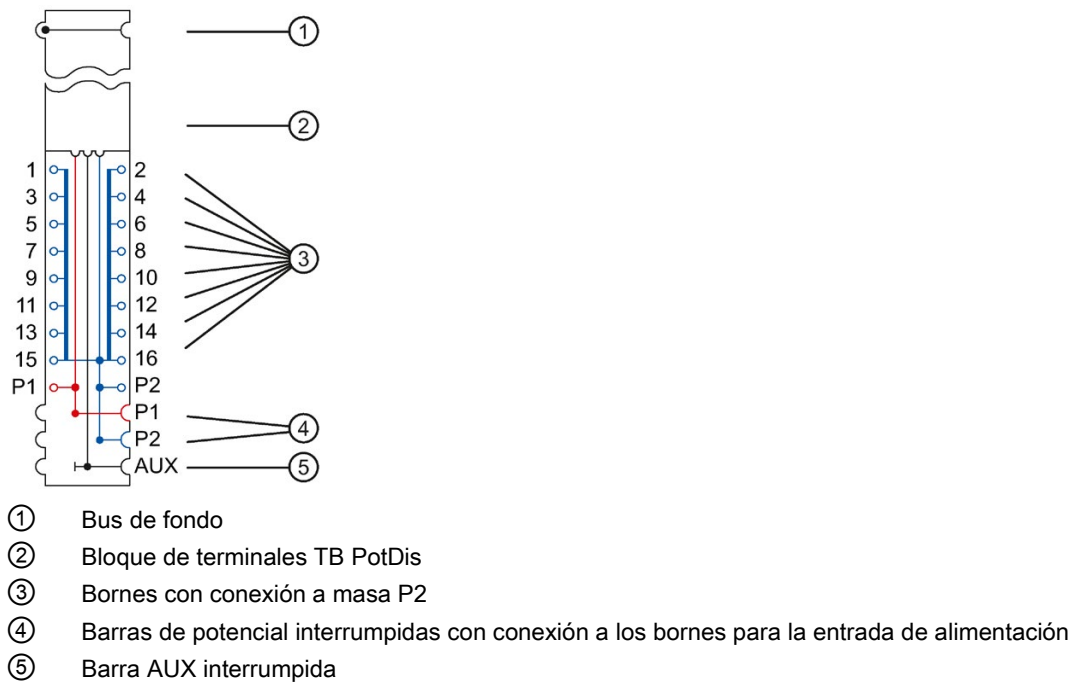 ①
②
1 2
3 4
5 6
7 8
③
9 10
11 12
13 14
15 16
P1 P2
P1
④
P2
AUX ⑤
① Bus de fondo
② Bloque de terminales TB PotDis
③ Bornes con conexión a masa P2
④ Barras de potencial interrumpidas con conexión a los bornes para la entrada de alimentación
⑤ Barra AUX interrumpida